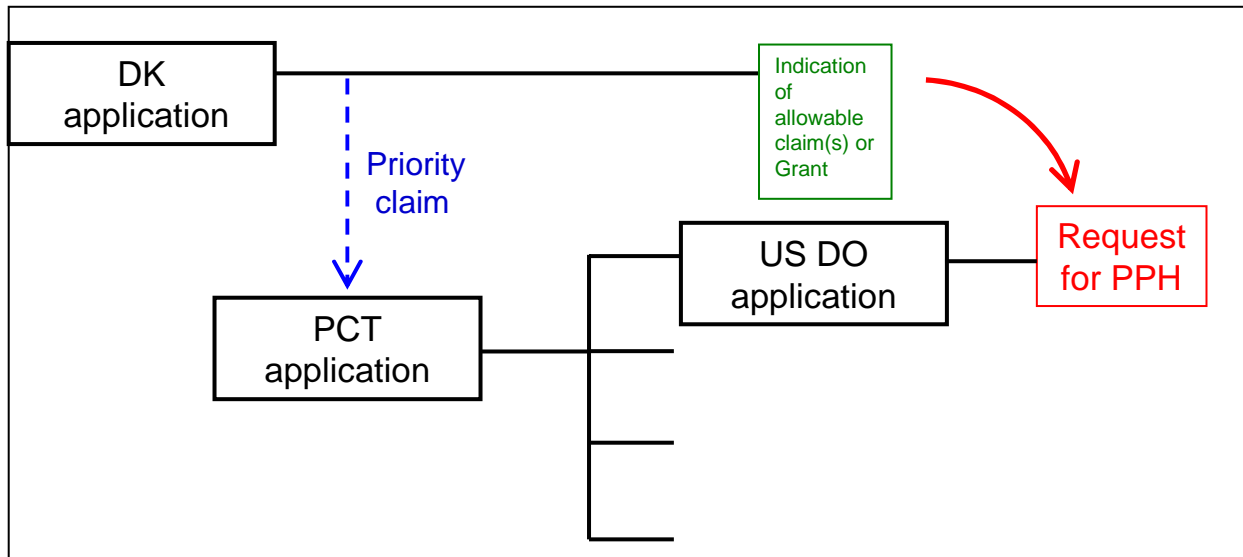 DK
application
Indication
of
allowable
claim(s) or
Grant
Priority
claim
US DO
application
Request
for PPH
PCT
application